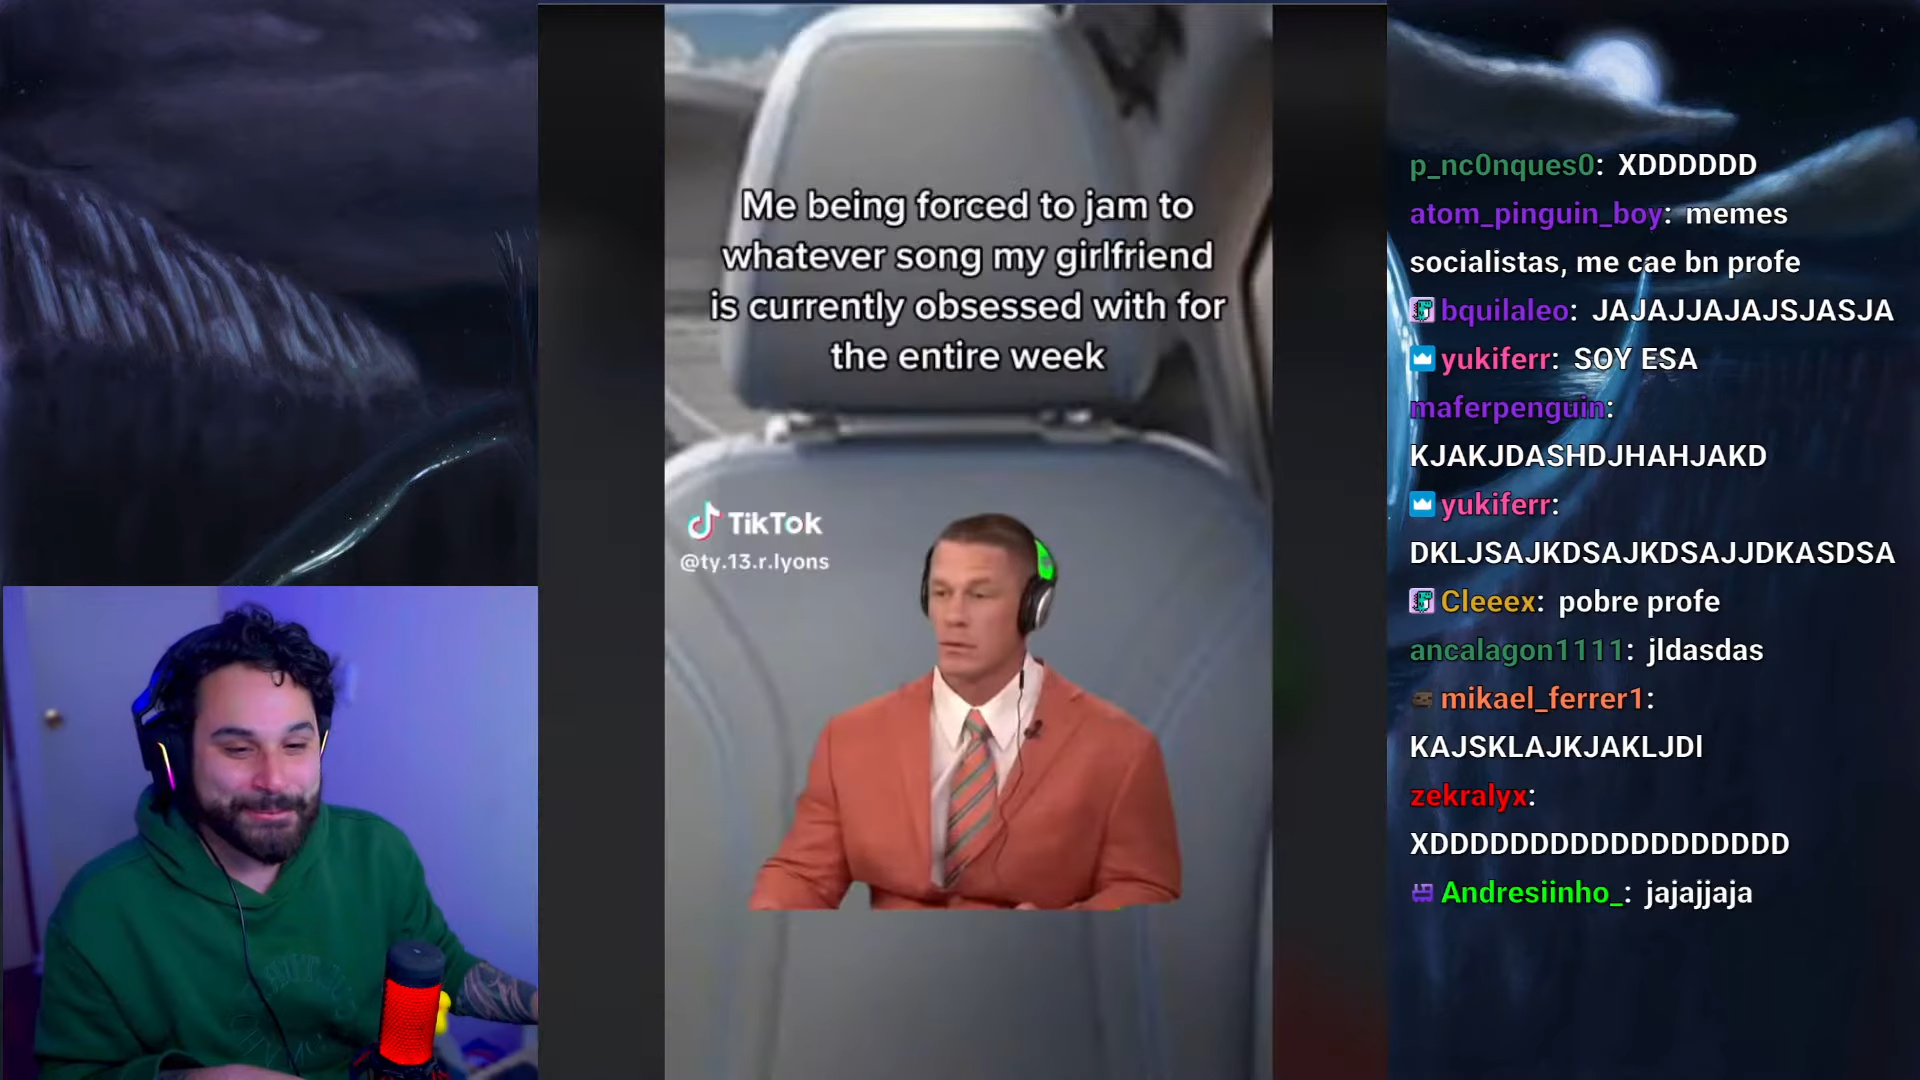 Me being forced to jam to
whatever song my girlfriend
is currently obsessed with for
the entire week
TikTok
@ty.13.r.lyons
p_nc0nques0: XDDDDDD
atom_pinguin_boy: memes
socialistas, me cae bn profe
bquilaleo: JAJAJJAJAJSJASJA
yukiferr: SOY ESA
maferpenguin:
KJAKJDASHDJHAHJAKD
yukiferr:
DKLJSAJKDSAJKDSAJJDKASDSA
Cleeex: pobre profe
ancalagon1111: jldasdas
mikael_ferrer1:
KAJSKLAJKJAKLJDl
zekralyx:
XDDDDDDDDDDDDDDDDDD
Andresiinho_: jajajjaja